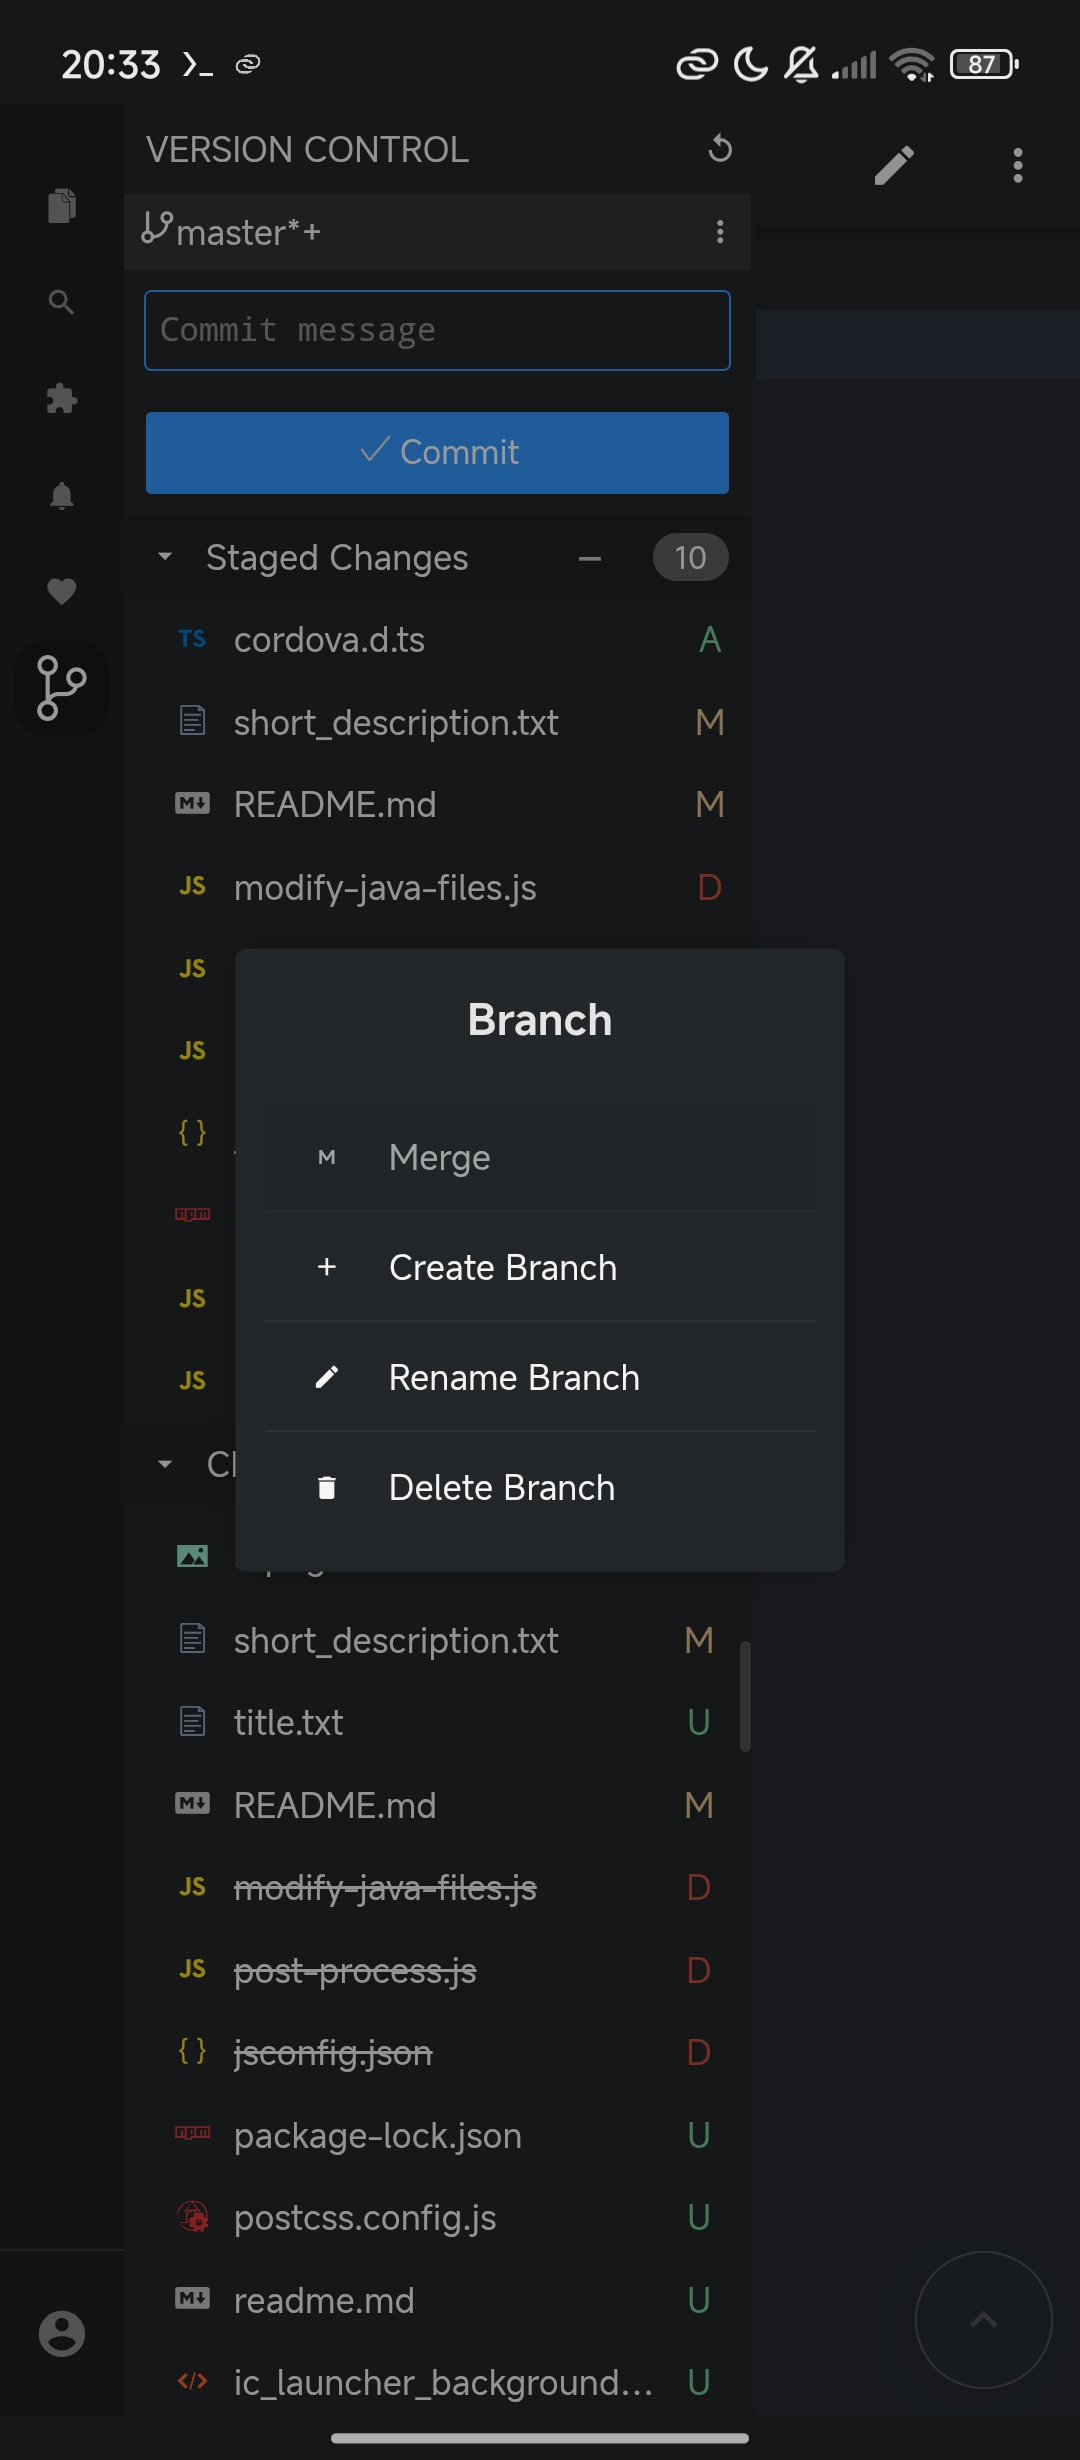 20:33
87
VERSION CONTROL
master*+
Commit message
Commit
Staged Changes 10
TS cordova.d.ts A
short_description.txt M
README.md M
JS modify-java-files.js D
JS
JS
{ }
npm
JS
JS
Branch
M Merge
+ Create Branch
Rename Branch
Delete Branch
short_description.txt M
title.txt U
README.md M
JS modify-java-files.js D
JS post-process.js D
{ } jsconfig.json D
npm package-lock.json U
postcss.config.js U
readme.md U
</> ic_launcher_background... U